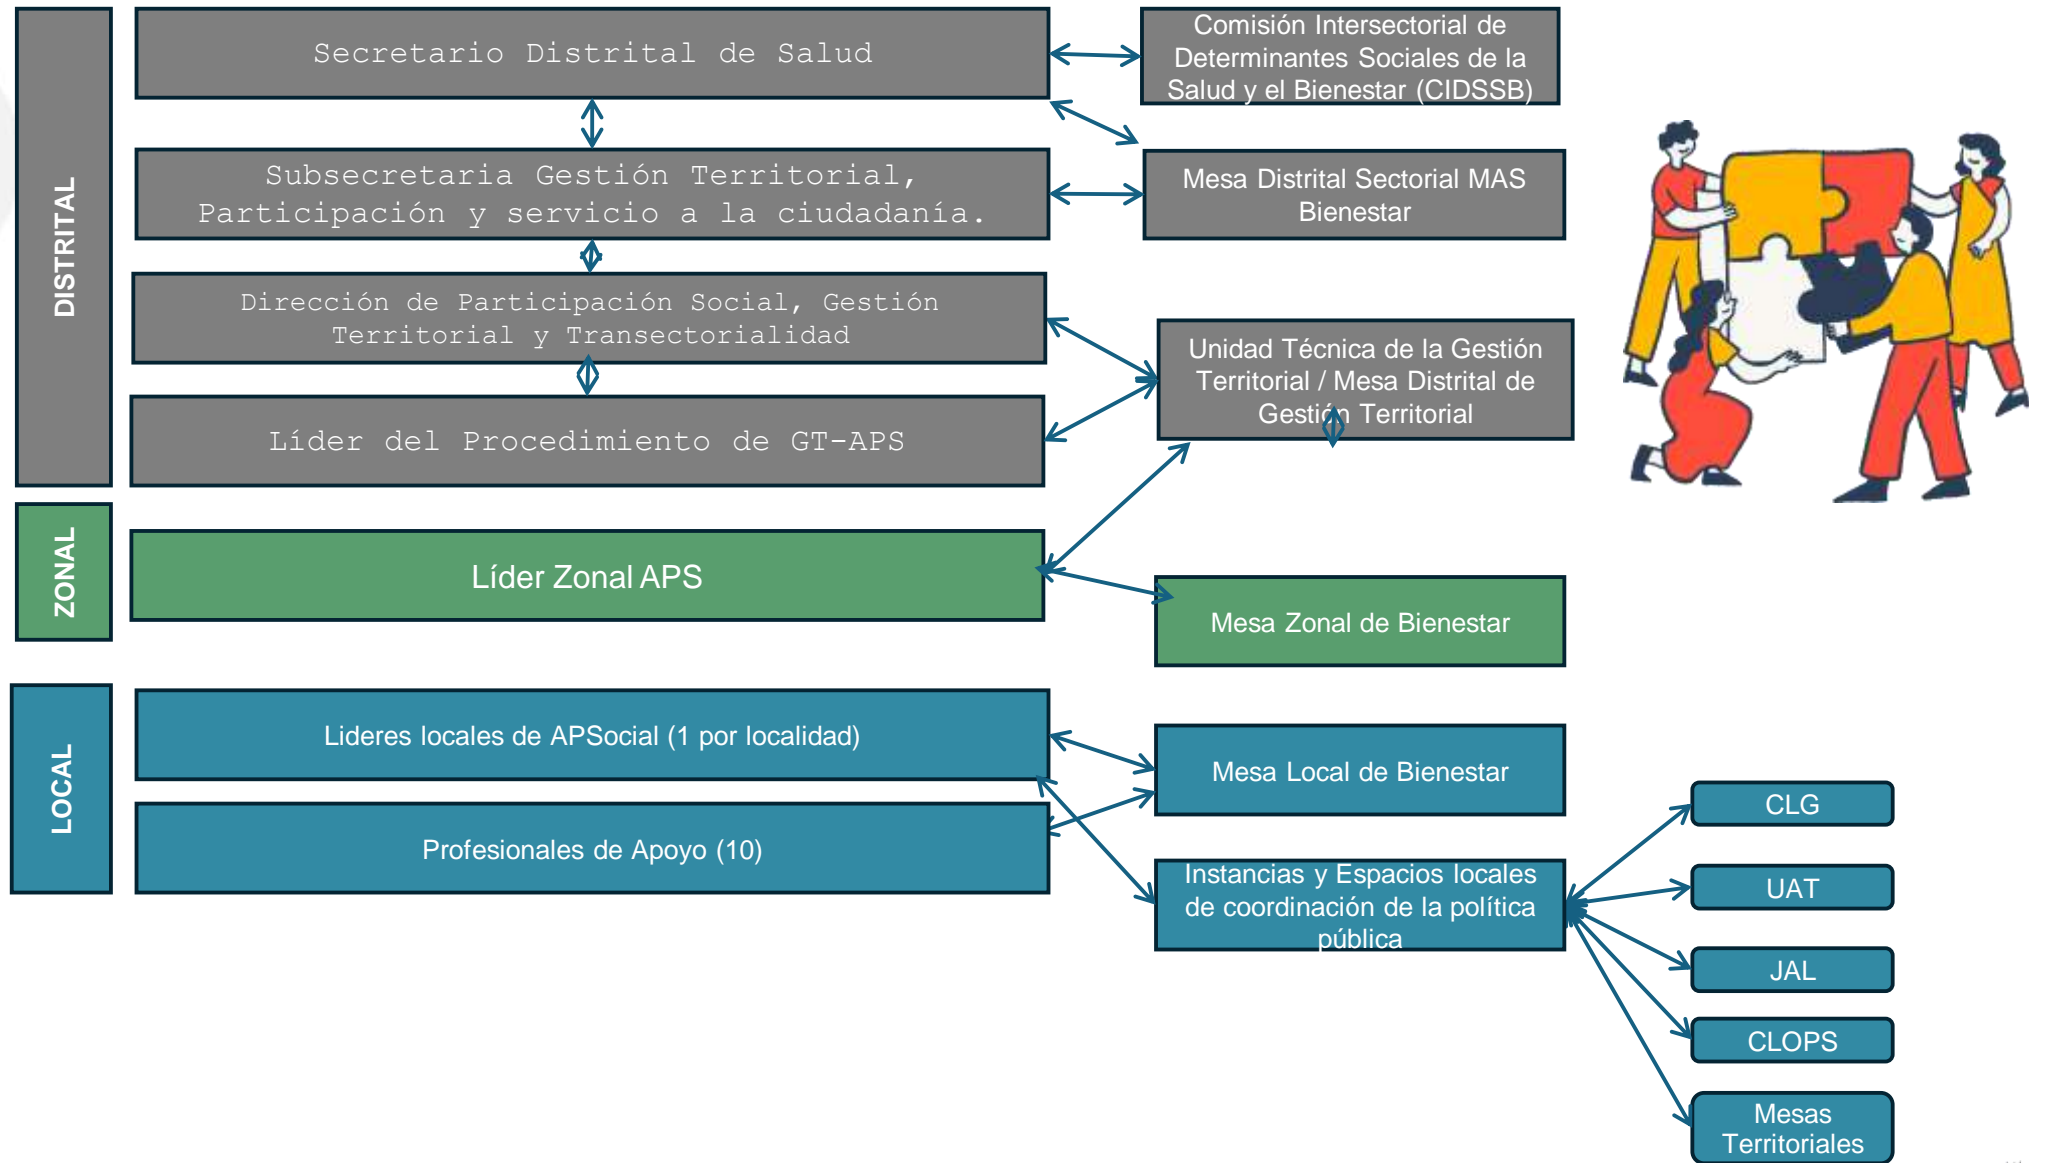 DISTRITAL
Secretario Distrital de Salud
Comisión Intersectorial de
Determinantes Sociales de la
Salud y el Bienestar (CIDSSB)
Subsecretaria Gestión Territorial,
Participación y servicio a la ciudadanía.
Mesa Distrital Sectorial MAS
Bienestar
Dirección de Participación Social, Gestión
Territorial y Transectorialidad
Unidad Técnica de la Gestión
Territorial / Mesa Distrital de
Gestión Territorial
Líder del Procedimiento de GT-APS
ZONAL
Líder Zonal APS
Mesa Zonal de Bienestar
LOCAL
Lideres locales de APSocial (1 por localidad)
Mesa Local de Bienestar
Profesionales de Apoyo (10)
Instancias y Espacios locales
de coordinación de la política
pública
CLG
UAT
JAL
CLOPS
Mesas
Territoriales